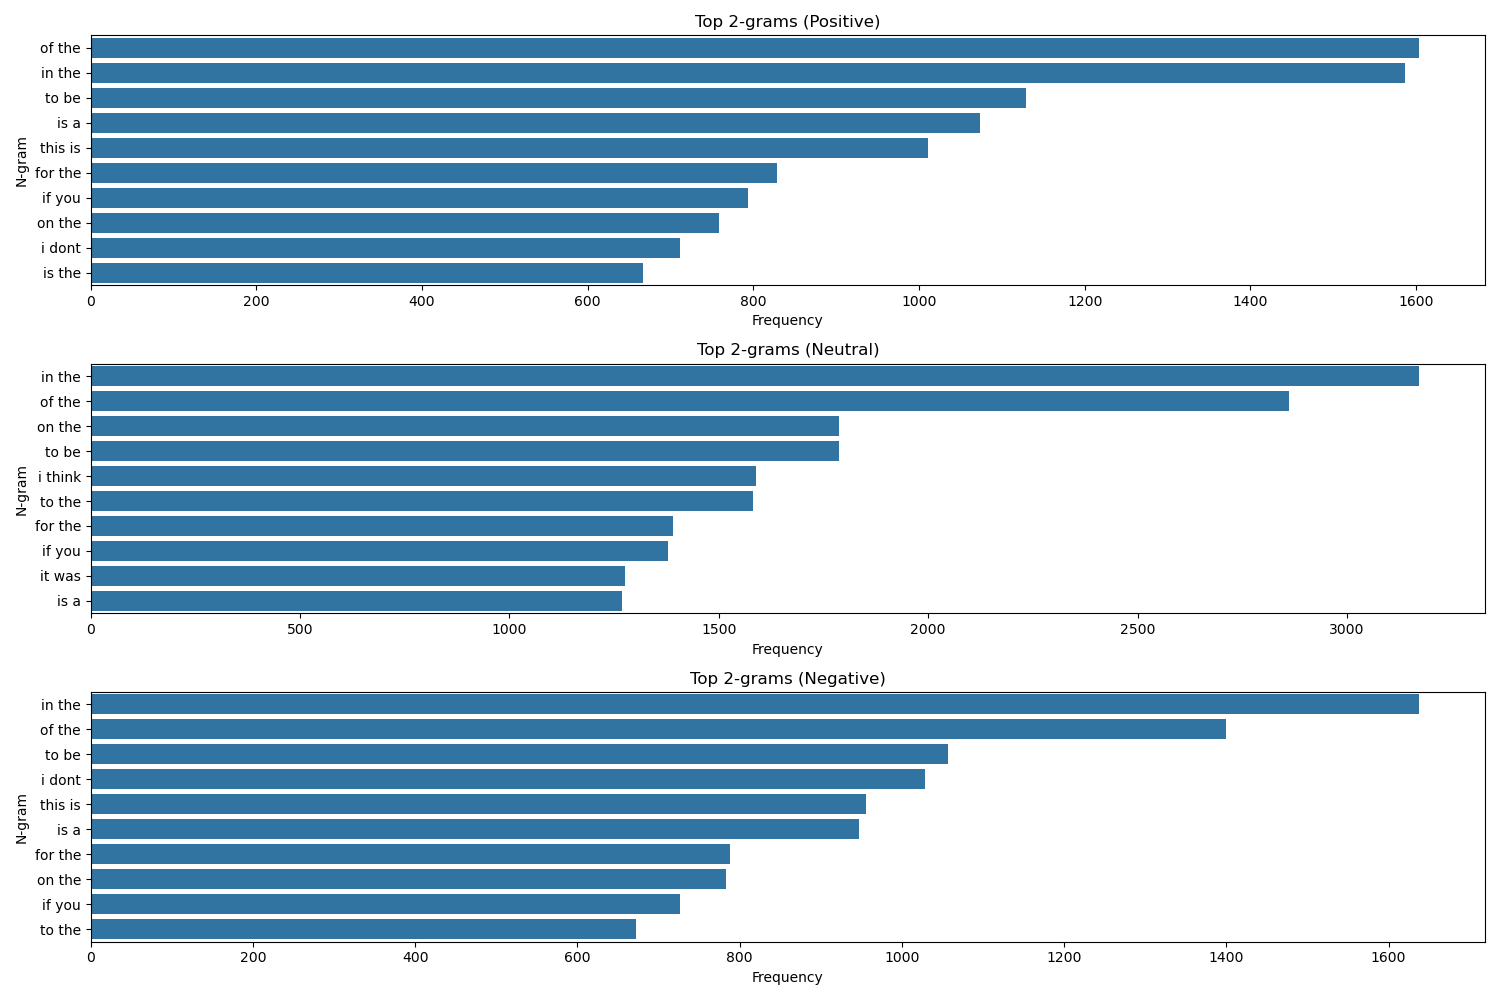 Top 2-grams (Positive)
N-gram
of the
in the
to be
is a
this is
for the
if you
on the
i dont
is the
0 200 400 600 800 1000 1200 1400 1600
Frequency
Top 2-grams (Neutral)
N-gram
in the
of the
on the
to be
i think
to the
for the
if you
it was
is a
0 500 1000 1500 2000 2500 3000
Frequency
Top 2-grams (Negative)
N-gram
in the
of the
to be
i dont
this is
is a
for the
on the
if you
to the
0 200 400 600 800 1000 1200 1400 1600
Frequency